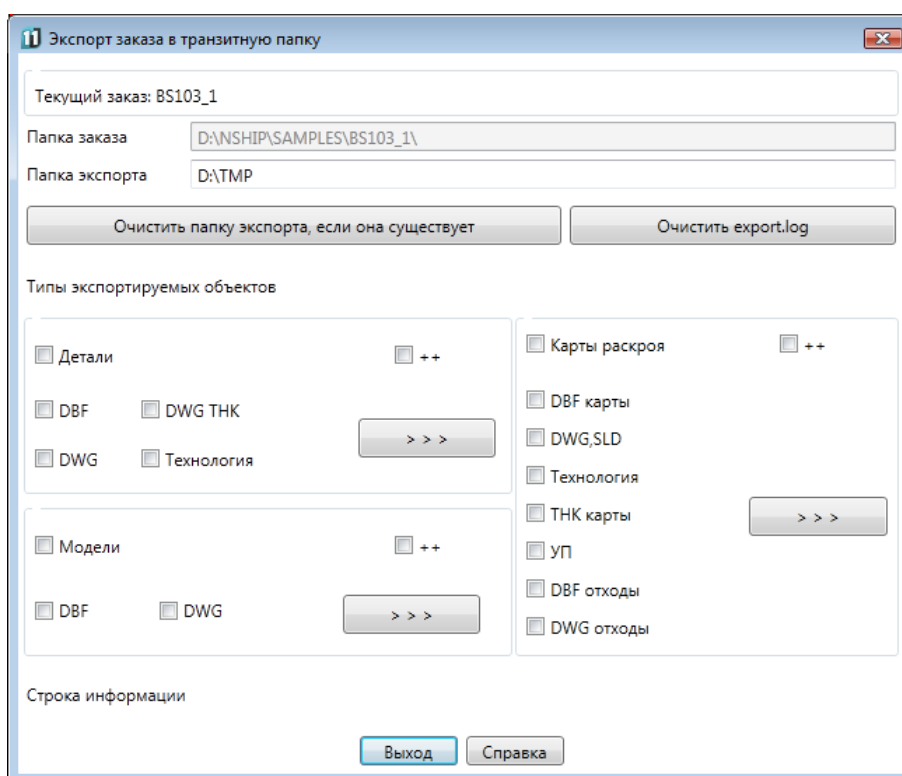 Экспорт заказа в транзитную папку
Текущий заказ: BS103_1
Папка заказа D:\NSHIP\SAMPLES\BS103_1\
Папка экспорта D:\TMP
Очистить папку экспорта, если она существует Очистить export.log
Типы экспортируемых объектов
Детали ++
DBF DWG ТНК
> > >
DWG Технология
Модели ++
DBF DWG > > >
Карты раскроя ++
DBF карты
DWG,SLD
Технология
ТНК карты > > >
УП
DBF отходы
DWG отходы
Строка информации
Выход Справка